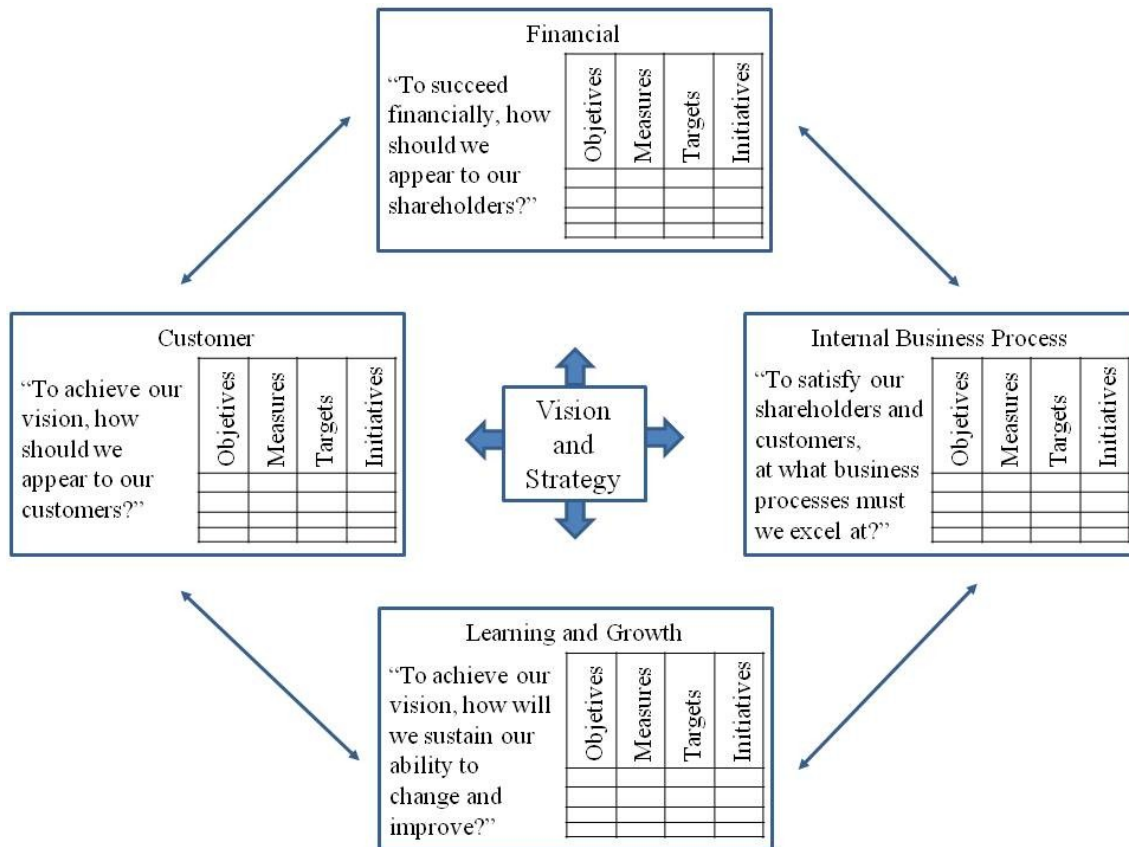 Financial
“To succeed
financially, how
should we
appear to our
shareholders?”
Objetives
Measures
Targets
Initiatives
Customer
“To achieve our
vision, how
should we
appear to our
customers?”
Objetives
Measures
Targets
Initiatives
Vision
and
Strategy
Internal Business Process
“To satisfy our
shareholders and
customers,
at what business
processes must
we excel at?”
Objetives
Measures
Targets
Initiatives
Learning and Growth
“To achieve our
vision, how will
we sustain our
ability to
change and
improve?”
Objetives
Measures
Targets
Initiatives